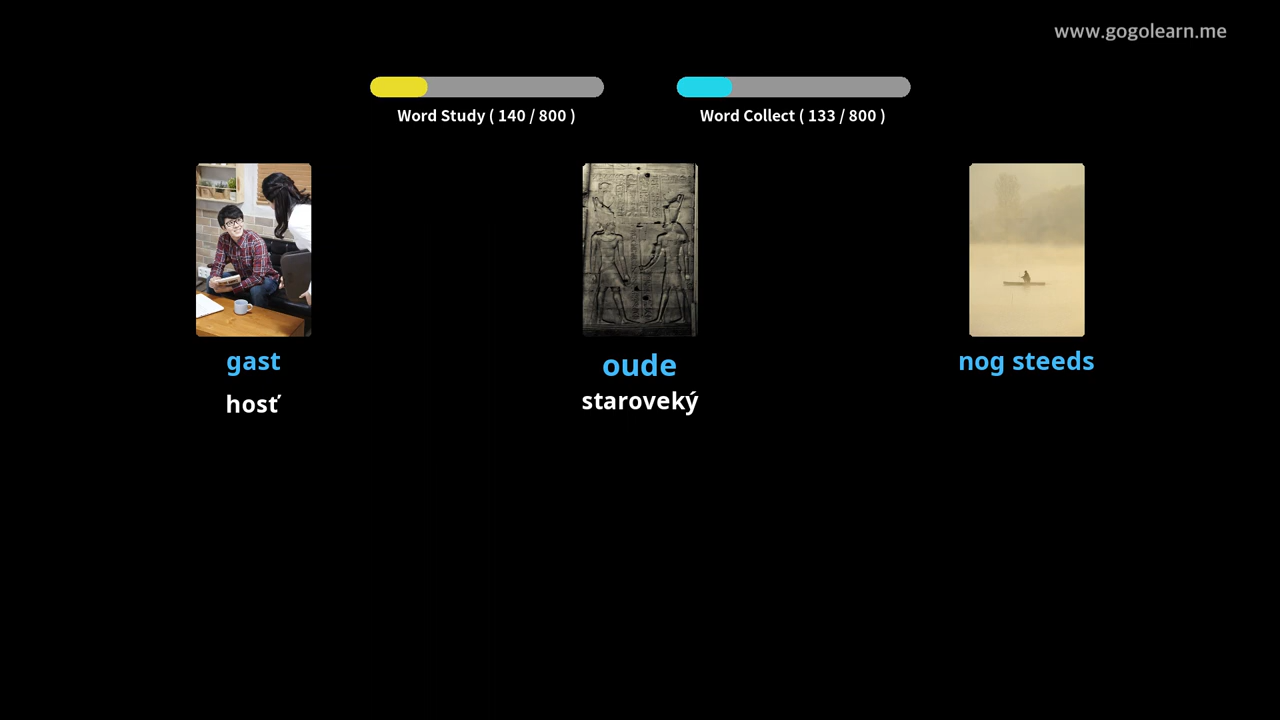 www.gogolearn.me
Word Study ( 140 / 800 )
Word Collect ( 133 / 800 )
gast
hosť
oude
staroveký
nog steeds